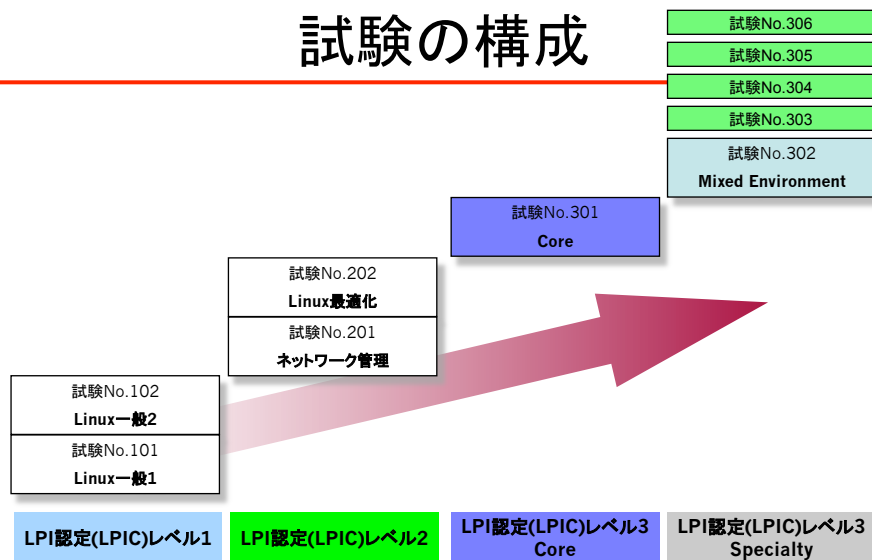 試験の構成
試験No.306
試験No.305
試験No.304
試験No.303
試験No.302
Mixed Environment
試験No.301
Core
試験No.202
Linux最適化
試験No.201
ネットワーク管理
試験No.102
Linux一般2
試験No.101
Linux一般1
LPI認定(LPIC)レベル1
LPI認定(LPIC)レベル2
LPI認定(LPIC)レベル3
Core
LPI認定(LPIC)レベル3
Specialty